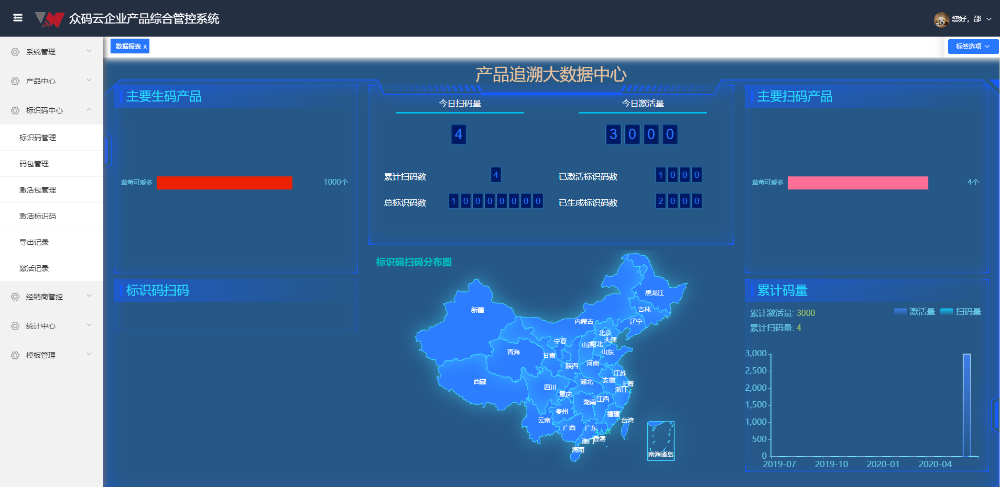 众码云企业产品综合管控系统
您好，邵
系统管理
产品中心
标识码中心
标识码管理
码包管理
激活包管理
激活标识码
导出记录
激活记录
经销商管控
统计中心
模板管理
数据报表 x
标签选项
产品追溯大数据中心
主要生码产品
草莓可爱多 1000个
标识码扫码
今日扫码量 今日激活量
4 3000
累计扫码数 4 已激活标识码数 1000
总标识码数 10000000 已生成标识码数 2000
标识码扫码分布图
黑龙江
新疆
吉林
内蒙古
辽宁
北京
天津
宁夏
山西
河北
青海
甘肃
山东
陕西
河南
江苏
西藏
湖北
安徽
上海
四川
浙江
重庆
江西
湖南
贵州
福建
云南
台湾
广西
广东
4人次
香港
澳门
海南
南海诸岛
主要扫码产品
草莓可爱多 4个
累计码量
累计激活量: 3000
累计扫码量: 4
激活量 扫码量
3,000
2,500
2,000
1,500
1,000
500
0
2019-07 2019-10 2020-01 2020-04